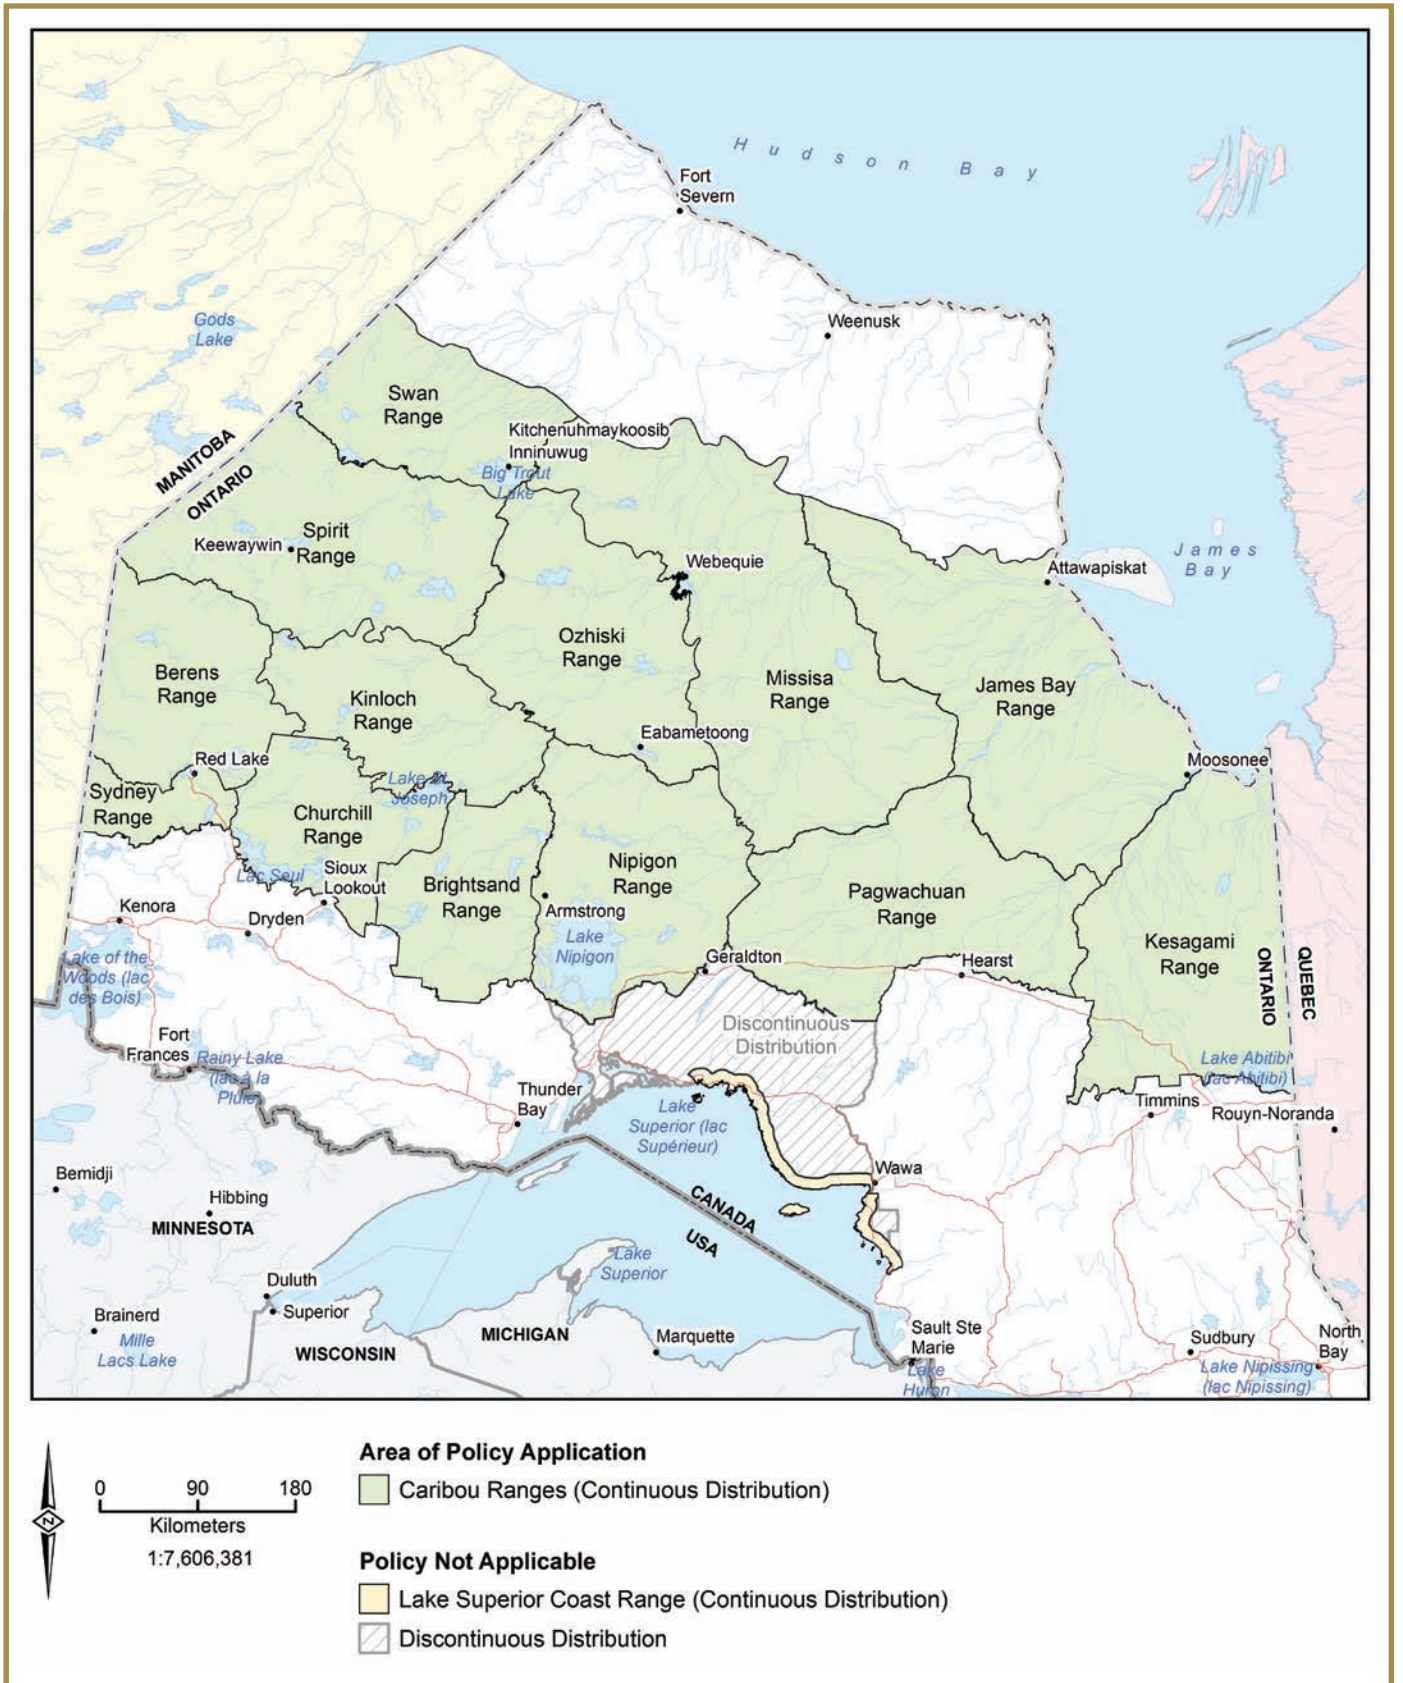 Hudson Bay
Fort
Severn
Weenusk
Gods
Lake
Swan
Range
Kitchenuhmaykoosib
Inninuwug
Big Trout
Lake
MANITOBA
ONTARIO
Keewaywin
Spirit
Range
Webequie
James
Bay
Attawapiskat
Ozhiski
Range
Berens
Range
Kinloch
Range
Missisa
Range
James Bay
Range
Eabametoong
Red Lake
Moosonee
Sydney
Range
Lake St.
Joseph
Churchill
Range
Lac Seul
Sioux
Lookout
Brightsand
Range
Nipigon
Range
Pagwachuan
Range
Kenora
Dryden
Armstrong
Lake
Nipigon
Geraldton
Hearst
Kesagami
Range
ONTARIO
QUEBEC
Lake of the
Woods (lac
des Bois)
Discontinuous
Distribution
Fort
Frances
Rainy Lake
(lac à la
Pluie)
Lake Abitibi
(lac Abitibi)
Thunder
Bay
Lake
Superior (lac
Supérieur)
Timmins
Rouyn-Noranda
Bemidji
Hibbing
MINNESOTA
Wawa
CANADA
USA
Lake
Superior
Duluth
Superior
Brainerd
Mille
Lacs Lake
WISCONSIN
MICHIGAN
Marquette
Sault Ste
Marie
Lake
Huron
Sudbury
North
Bay
Lake Nipissing
(lac Nipissing)
Area of Policy Application
Caribou Ranges (Continuous Distribution)
N
0 90 180
Kilometers
1:7,606,381
Policy Not Applicable
Lake Superior Coast Range (Continuous Distribution)
Discontinuous Distribution